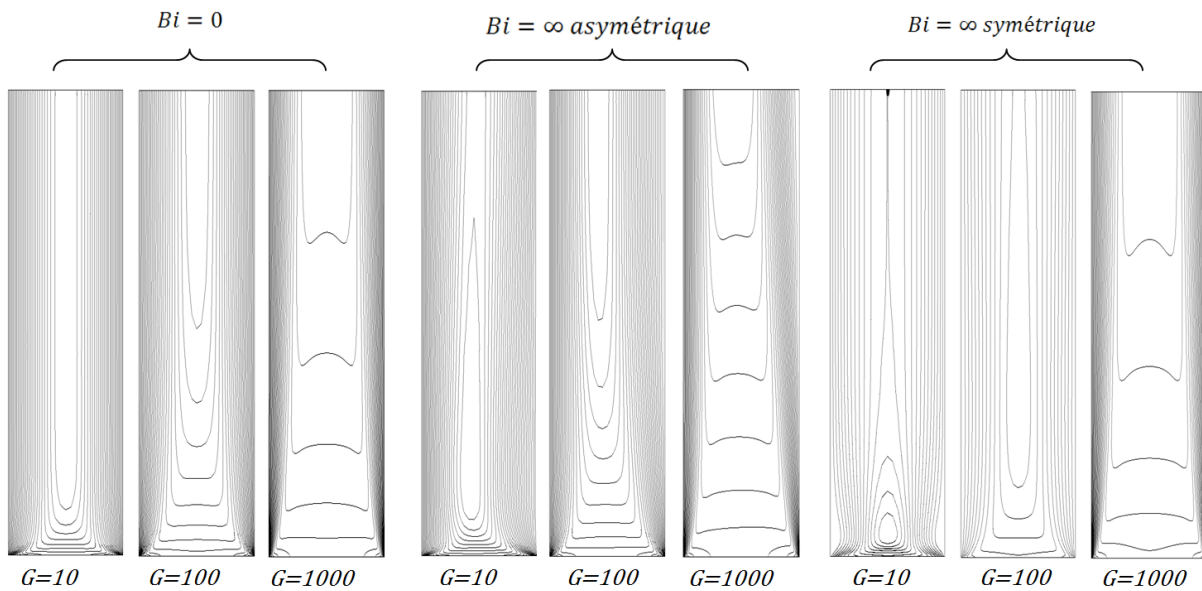 Bi = 0
Bi = ∞ asymétrique
Bi = ∞ symétrique
G=10
G=100
G=1000
G=10
G=100
G=1000
G=10
G=100
G=1000